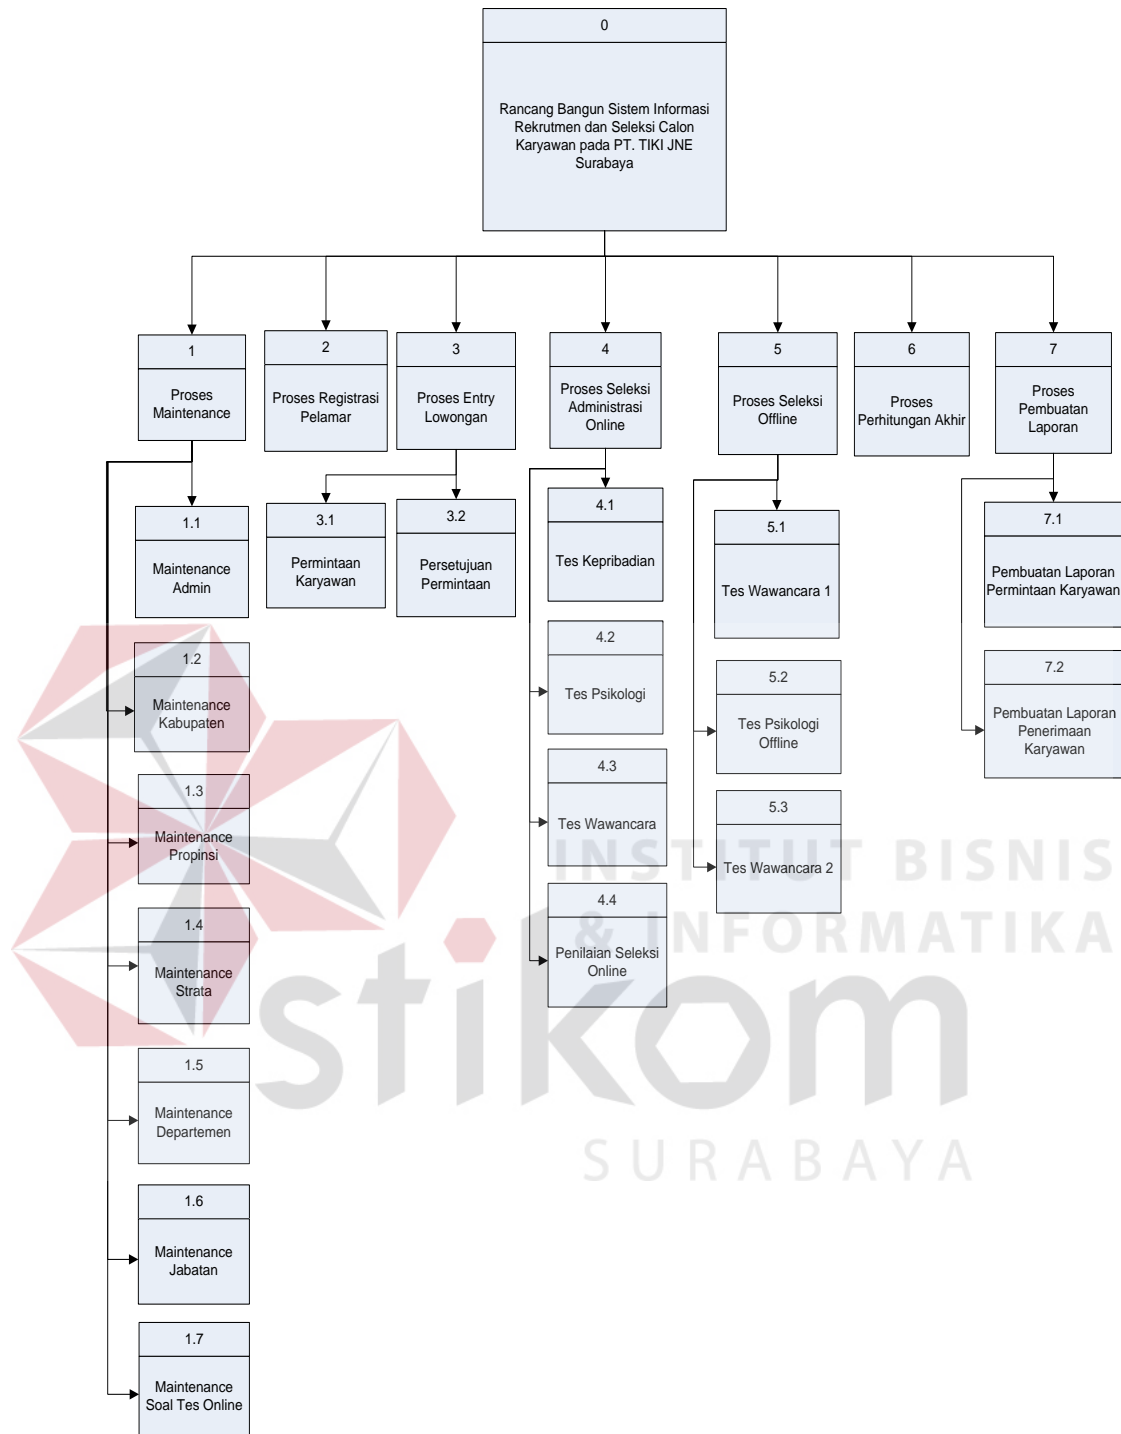 0
Rancang Bangun Sistem Informasi
Rekrutmen dan Seleksi Calon
Karyawan pada PT. TIKI JNE
Surabaya
1
Proses
Maintenance
2
Proses Registrasi
Pelamar
3
Proses Entry
Lowongan
4
Proses Seleksi
Administrasi
Online
5
Proses Seleksi
Offline
6
Proses
Perhitungan Akhir
7
Proses
Pembuatan
Laporan
1.1
Maintenance
Admin
1.2
Maintenance
Kabupaten
1.3
Maintenance
Propinsi
1.4
Maintenance
Strata
1.5
Maintenance
Departemen
1.6
Maintenance
Jabatan
1.7
Maintenance
Soal Tes Online
3.1
Permintaan
Karyawan
3.2
Persetujuan
Permintaan
4.1
Tes Kepribadian
4.2
Tes Psikologi
4.3
Tes Wawancara
4.4
Penilaian Seleksi
Online
5.1
Tes Wawancara 1
5.2
Tes Psikologi
Offline
5.3
Tes Wawancara 2
7.1
Pembuatan Laporan
Permintaan Karyawan
7.2
Pembuatan Laporan
Penerimaan
Karyawan
INSTITUT BISNIS
& INFORMATIKA
stikom
SURABAYA